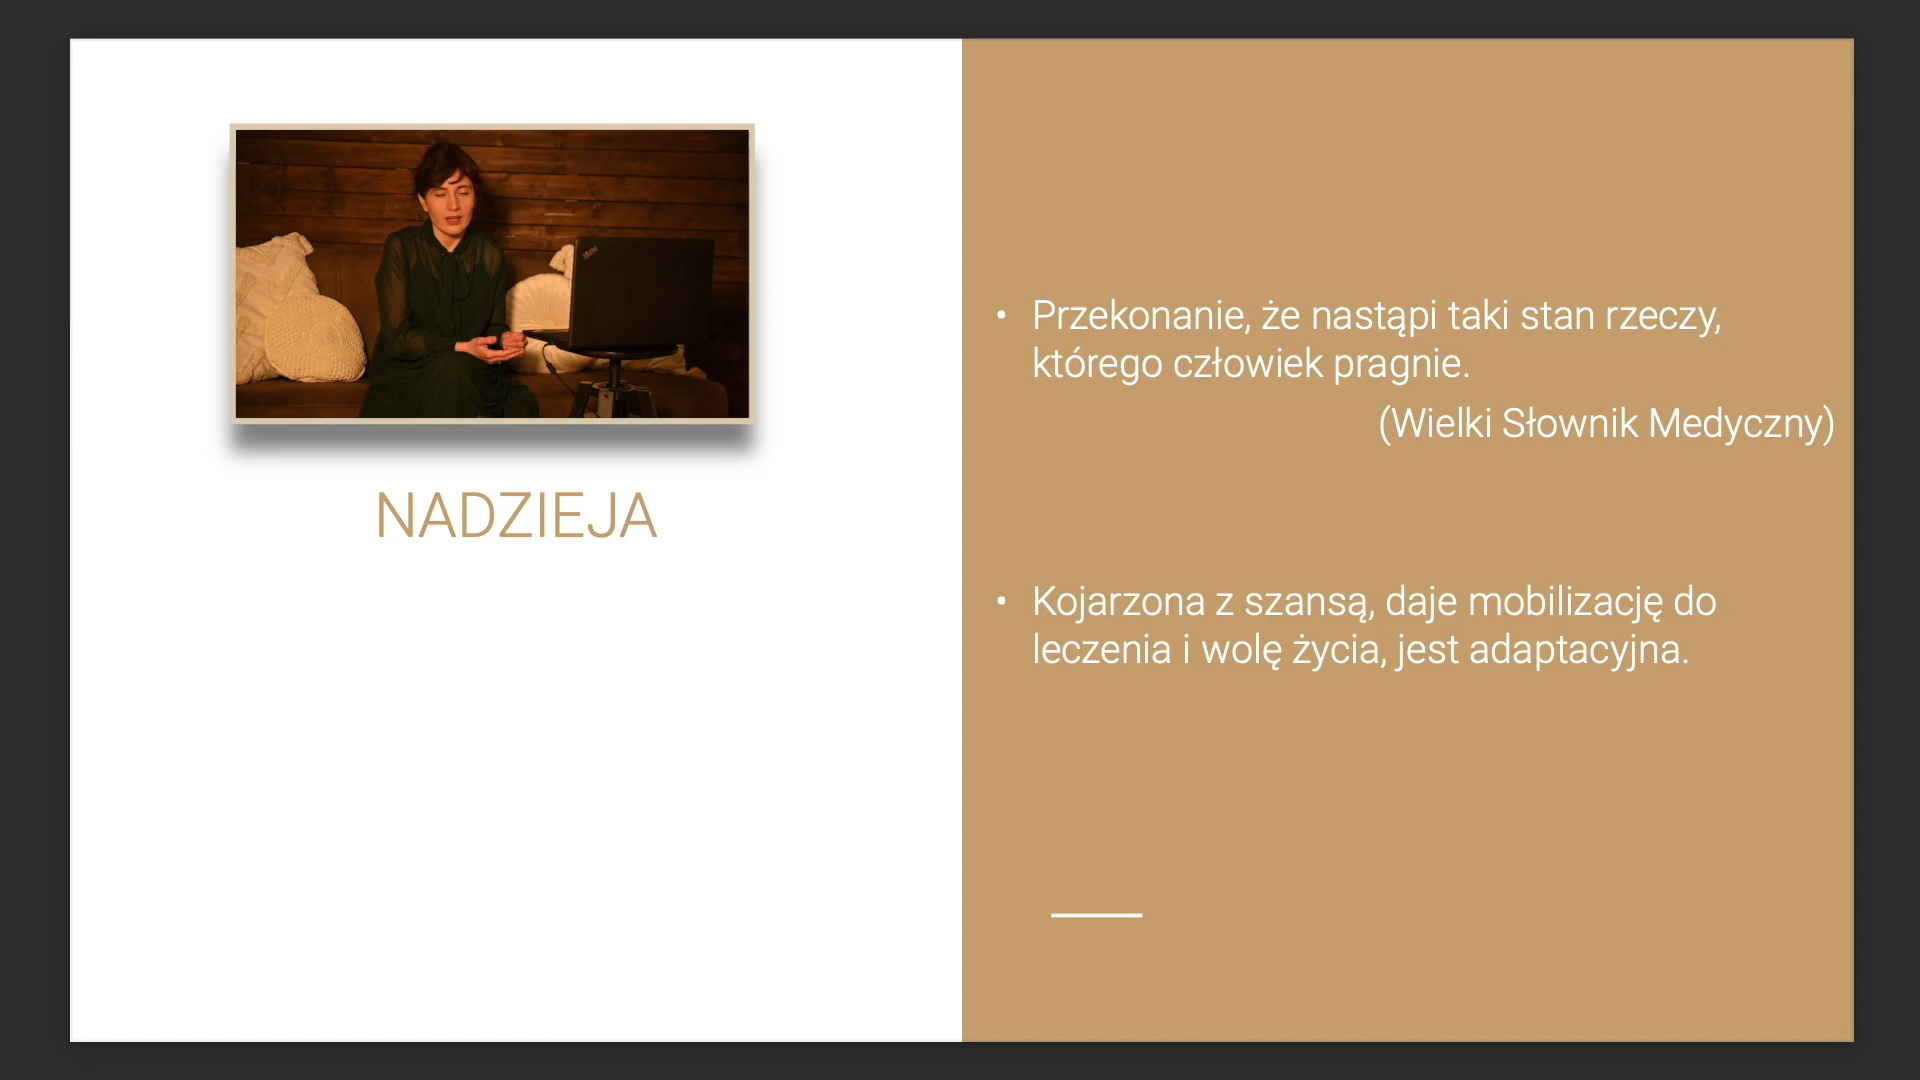 NADZIEJA
• Przekonanie, że nastąpi taki stan rzeczy,
którego człowiek pragnie.
(Wielki Słownik Medyczny)
• Kojarzona z szansą, daje mobilizację do
leczenia i wolę życia, jest adaptacyjna.